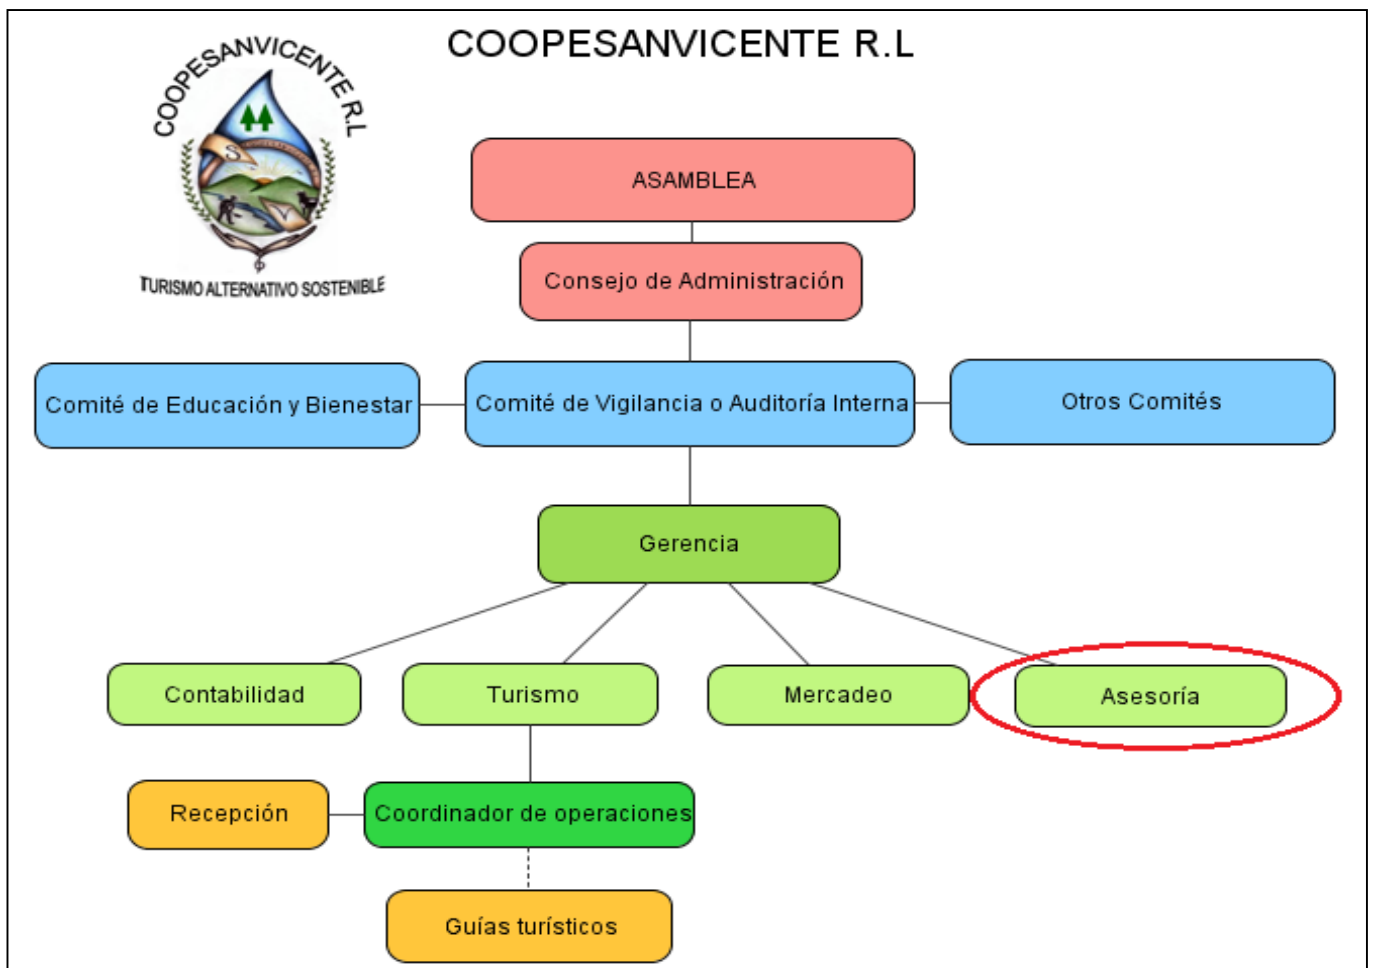 COOPESANVICENTE R.L
COOPESANVICENTE R.L
S
TURISMO ALTERNATIVO SOSTENIBLE
ASAMBLEA
Consejo de Administración
Comité de Educación y Bienestar
Comité de Vigilancia o Auditoría Interna
Otros Comités
Gerencia
Contabilidad
Turismo
Mercadeo
Asesoría
Recepción
Coordinador de operaciones
Guías turísticos